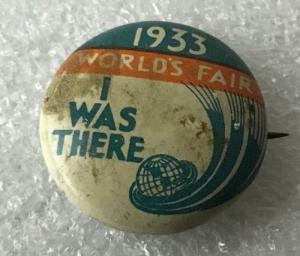 1933
WORLD'S FAIR
I
WAS
THERE